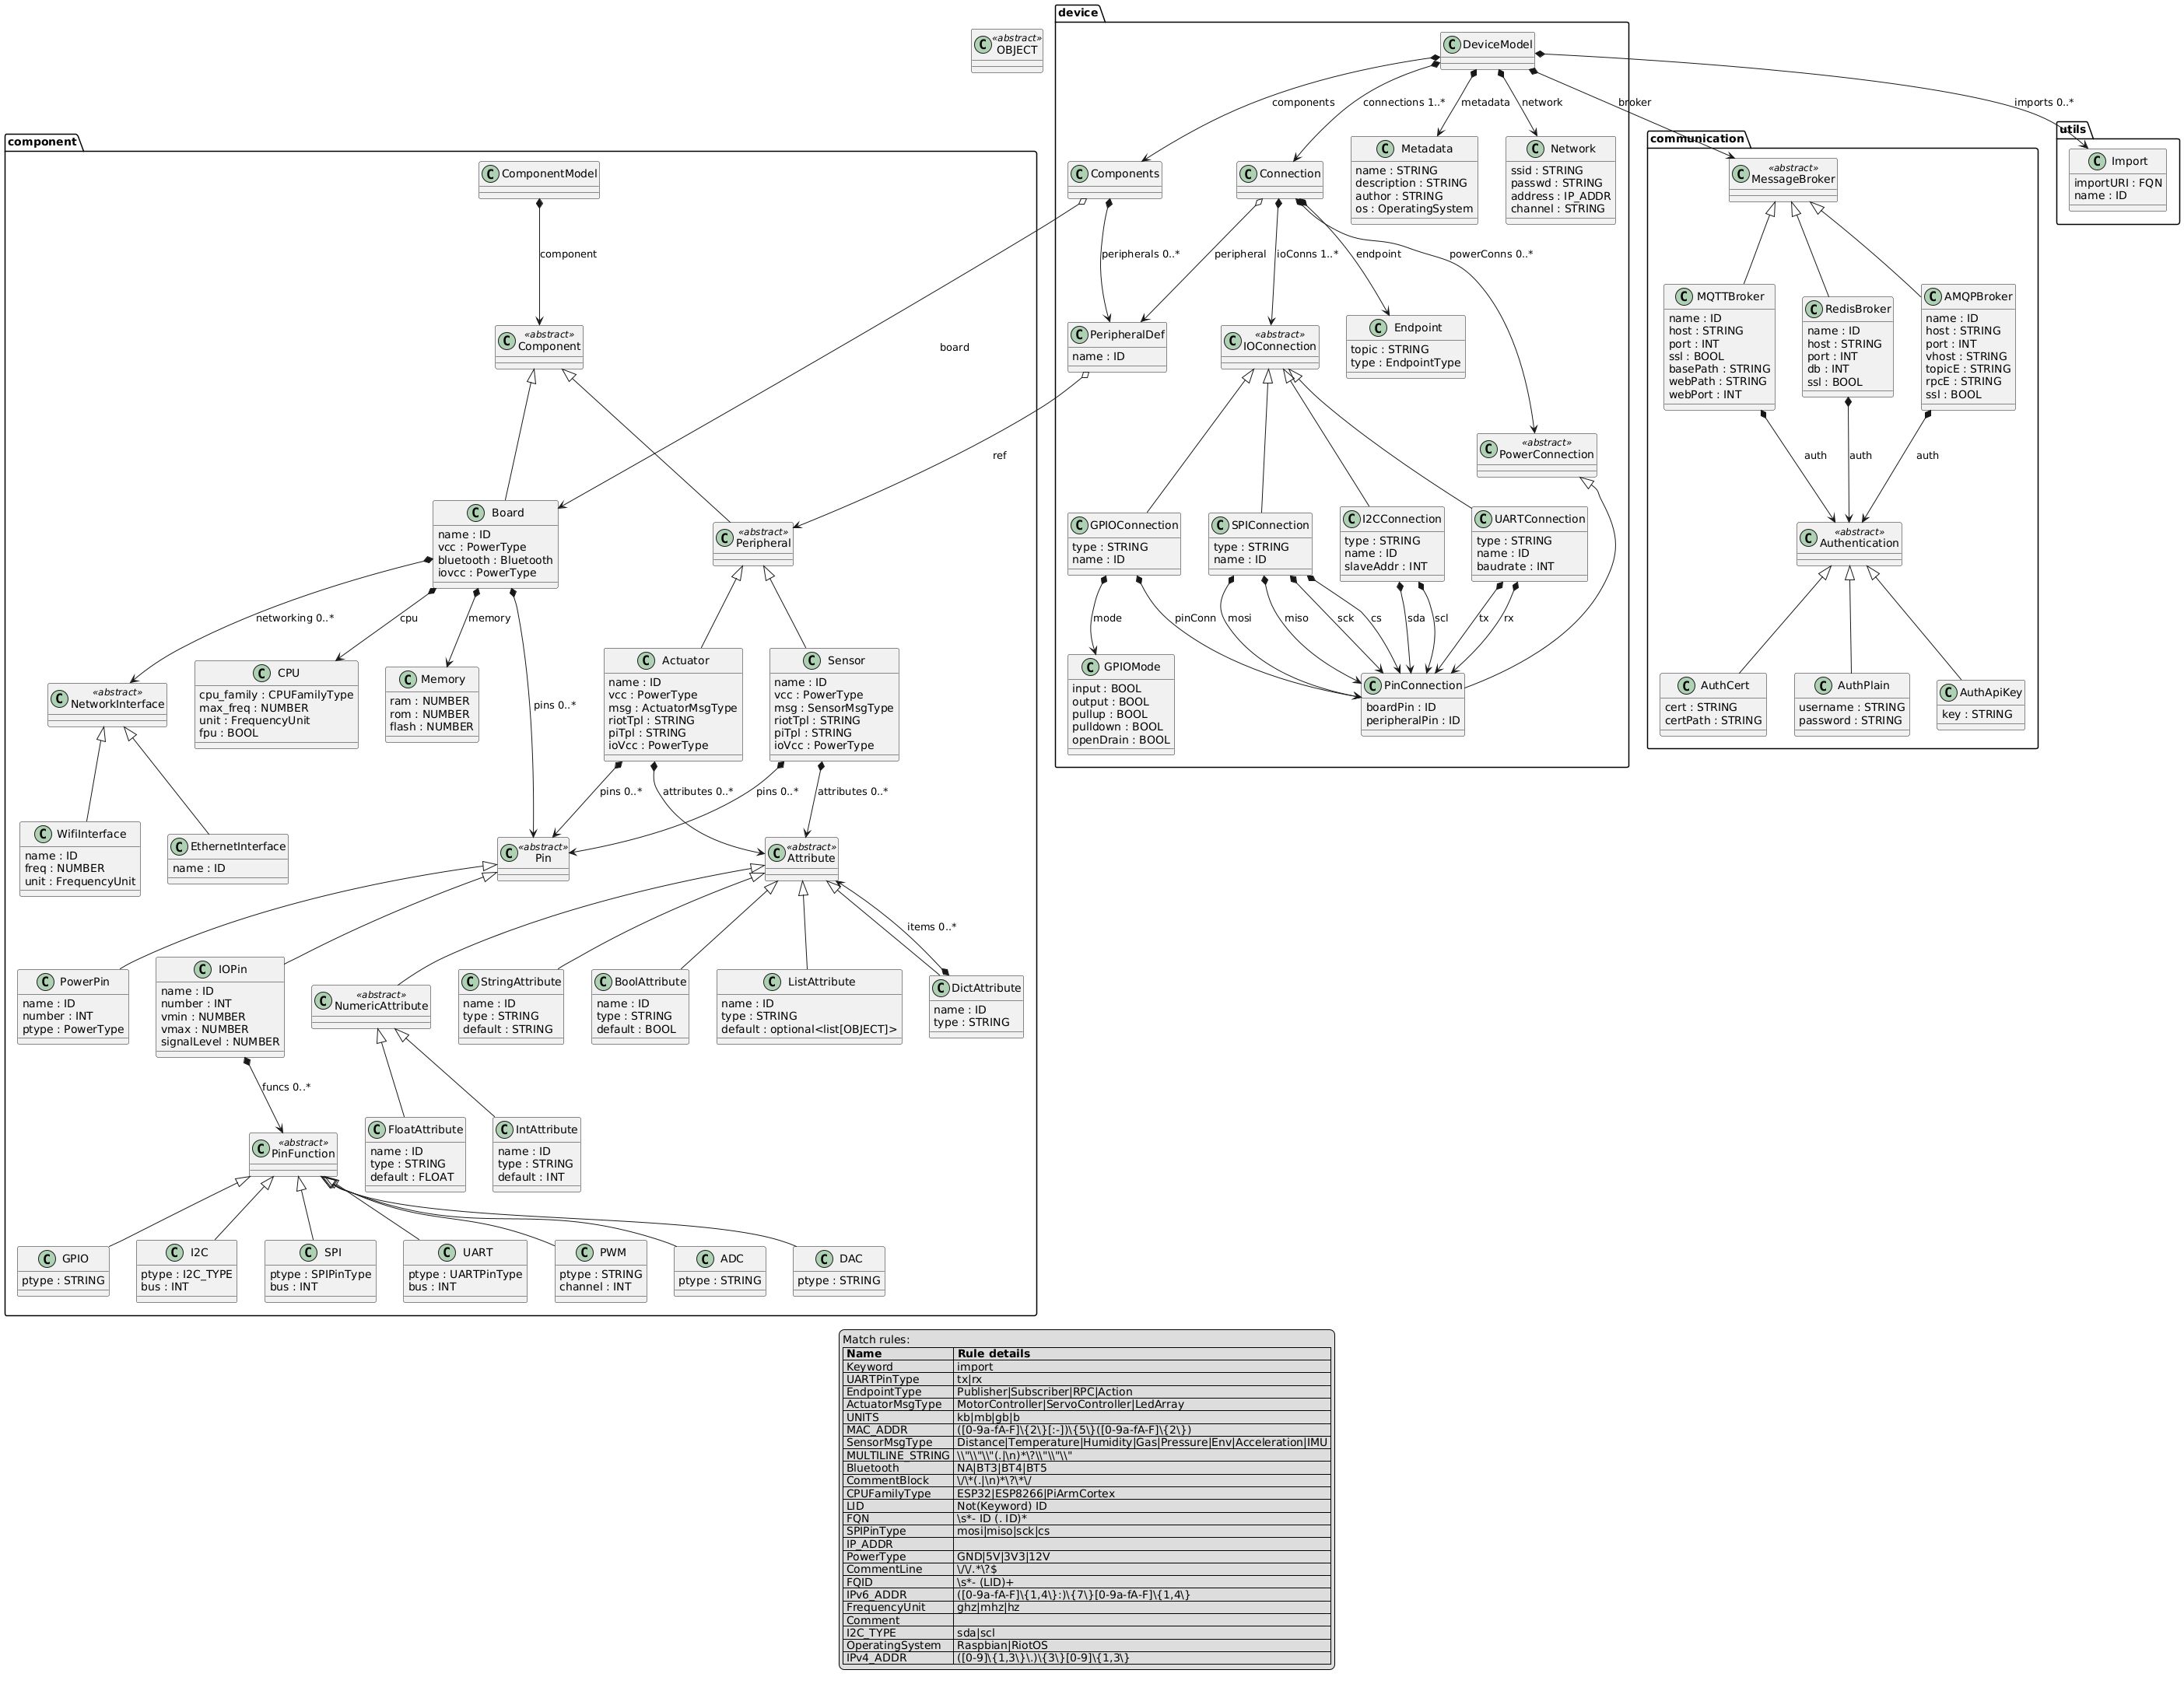 device
C DeviceModel
C «abstract»
OBJECT
components
connections 1..*
metadata
network
broker
imports 0..*
C Components
C Connection
C Metadata
name : STRING
description : STRING
author : STRING
os : OperatingSystem
C Network
ssid : STRING
passwd : STRING
address : IP_ADDR
channel : STRING
peripherals 0..*
peripheral
ioConns 1..*
endpoint
powerConns 0..*
C PeripheralDef
name : ID
C «abstract»
IOConnection
C Endpoint
topic : STRING
type : EndpointType
C «abstract»
PowerConnection
C GPIOConnection
type : STRING
name : ID
C SPIConnection
type : STRING
name : ID
C I2CConnection
type : STRING
name : ID
slaveAddr : INT
C UARTConnection
type : STRING
name : ID
baudrate : INT
mode
pinConn
mosi
miso
sck
cs
sda
scl
tx
rx
C GPIOMode
input : BOOL
output : BOOL
pullup : BOOL
pulldown : BOOL
openDrain : BOOL
C PinConnection
boardPin : ID
peripheralPin : ID
communication
C «abstract»
MessageBroker
C MQTTBroker
name : ID
host : STRING
port : INT
ssl : BOOL
basePath : STRING
webPath : STRING
webPort : INT
C RedisBroker
name : ID
host : STRING
port : INT
db : INT
ssl : BOOL
C AMQPBroker
name : ID
host : STRING
port : INT
vhost : STRING
topicE : STRING
rpcE : STRING
ssl : BOOL
auth
auth
auth
C «abstract»
Authentication
C AuthCert
cert : STRING
certPath : STRING
C AuthPlain
username : STRING
password : STRING
C AuthApiKey
key : STRING
utils
C Import
importURI : FQN
name : ID
component
C ComponentModel
component
C «abstract»
Component
board
ref
C Board
name : ID
vcc : PowerType
bluetooth : Bluetooth
iovcc : PowerType
C «abstract»
Peripheral
networking 0..*
cpu
memory
pins 0..*
C «abstract»
NetworkInterface
C CPU
cpu_family : CPUFamilyType
max_freq : NUMBER
unit : FrequencyUnit
fpu : BOOL
C Memory
ram : NUMBER
rom : NUMBER
flash : NUMBER
C Actuator
name : ID
vcc : PowerType
msg : ActuatorMsgType
riotTpl : STRING
piTpl : STRING
ioVcc : PowerType
C Sensor
name : ID
vcc : PowerType
msg : SensorMsgType
riotTpl : STRING
piTpl : STRING
ioVcc : PowerType
pins 0..*
attributes 0..*
pins 0..*
attributes 0..*
C WifiInterface
name : ID
freq : NUMBER
unit : FrequencyUnit
C EthernetInterface
name : ID
C «abstract»
Pin
C «abstract»
Attribute
items 0..*
C PowerPin
name : ID
number : INT
ptype : PowerType
C IOPin
name : ID
number : INT
vmin : NUMBER
vmax : NUMBER
signalLevel : NUMBER
C «abstract»
NumericAttribute
C StringAttribute
name : ID
type : STRING
default : STRING
C BoolAttribute
name : ID
type : STRING
default : BOOL
C ListAttribute
name : ID
type : STRING
default : optional<list[OBJECT]>
C DictAttribute
name : ID
type : STRING
funcs 0..*
C «abstract»
PinFunction
C FloatAttribute
name : ID
type : STRING
default : FLOAT
C IntAttribute
name : ID
type : STRING
default : INT
C GPIO
ptype : STRING
C I2C
ptype : I2C_TYPE
bus : INT
C SPI
ptype : SPIPinType
bus : INT
C UART
ptype : UARTPinType
bus : INT
C PWM
ptype : STRING
channel : INT
C ADC
ptype : STRING
C DAC
ptype : STRING
Match rules:
Name Rule details
Keyword import
UARTPinType tx|rx
EndpointType Publisher|Subscriber|RPC|Action
ActuatorMsgType MotorController|ServoController|LedArray
UNITS kb|mb|gb|b
MAC_ADDR ([0-9a-fA-F]\{2\}[:-])\{5\}([0-9a-fA-F]\{2\})
SensorMsgType Distance|Temperature|Humidity|Gas|Pressure|Env|Acceleration|IMU
MULTILINE_STRING \\"\\"\\"(.|\n)*\?\\"\\"\\"
Bluetooth NA|BT3|BT4|BT5
CommentBlock \/\*(.|\n)*\?\*\/
CPUFamilyType ESP32|ESP8266|PiArmCortex
LID Not(Keyword) ID
FQN \s*- ID (. ID)*
SPIPinType mosi|miso|sck|cs
IP_ADDR
PowerType GND|5V|3V3|12V
CommentLine \/\/.*\?$
FQID \s*- (LID)+
IPv6_ADDR ([0-9a-fA-F]\{1,4\}:)\{7\}[0-9a-fA-F]\{1,4\}
FrequencyUnit ghz|mhz|hz
Comment
I2C_TYPE sda|scl
OperatingSystem Raspbian|RiotOS
IPv4_ADDR ([0-9]\{1,3\}\.)\{3\}[0-9]\{1,3\}